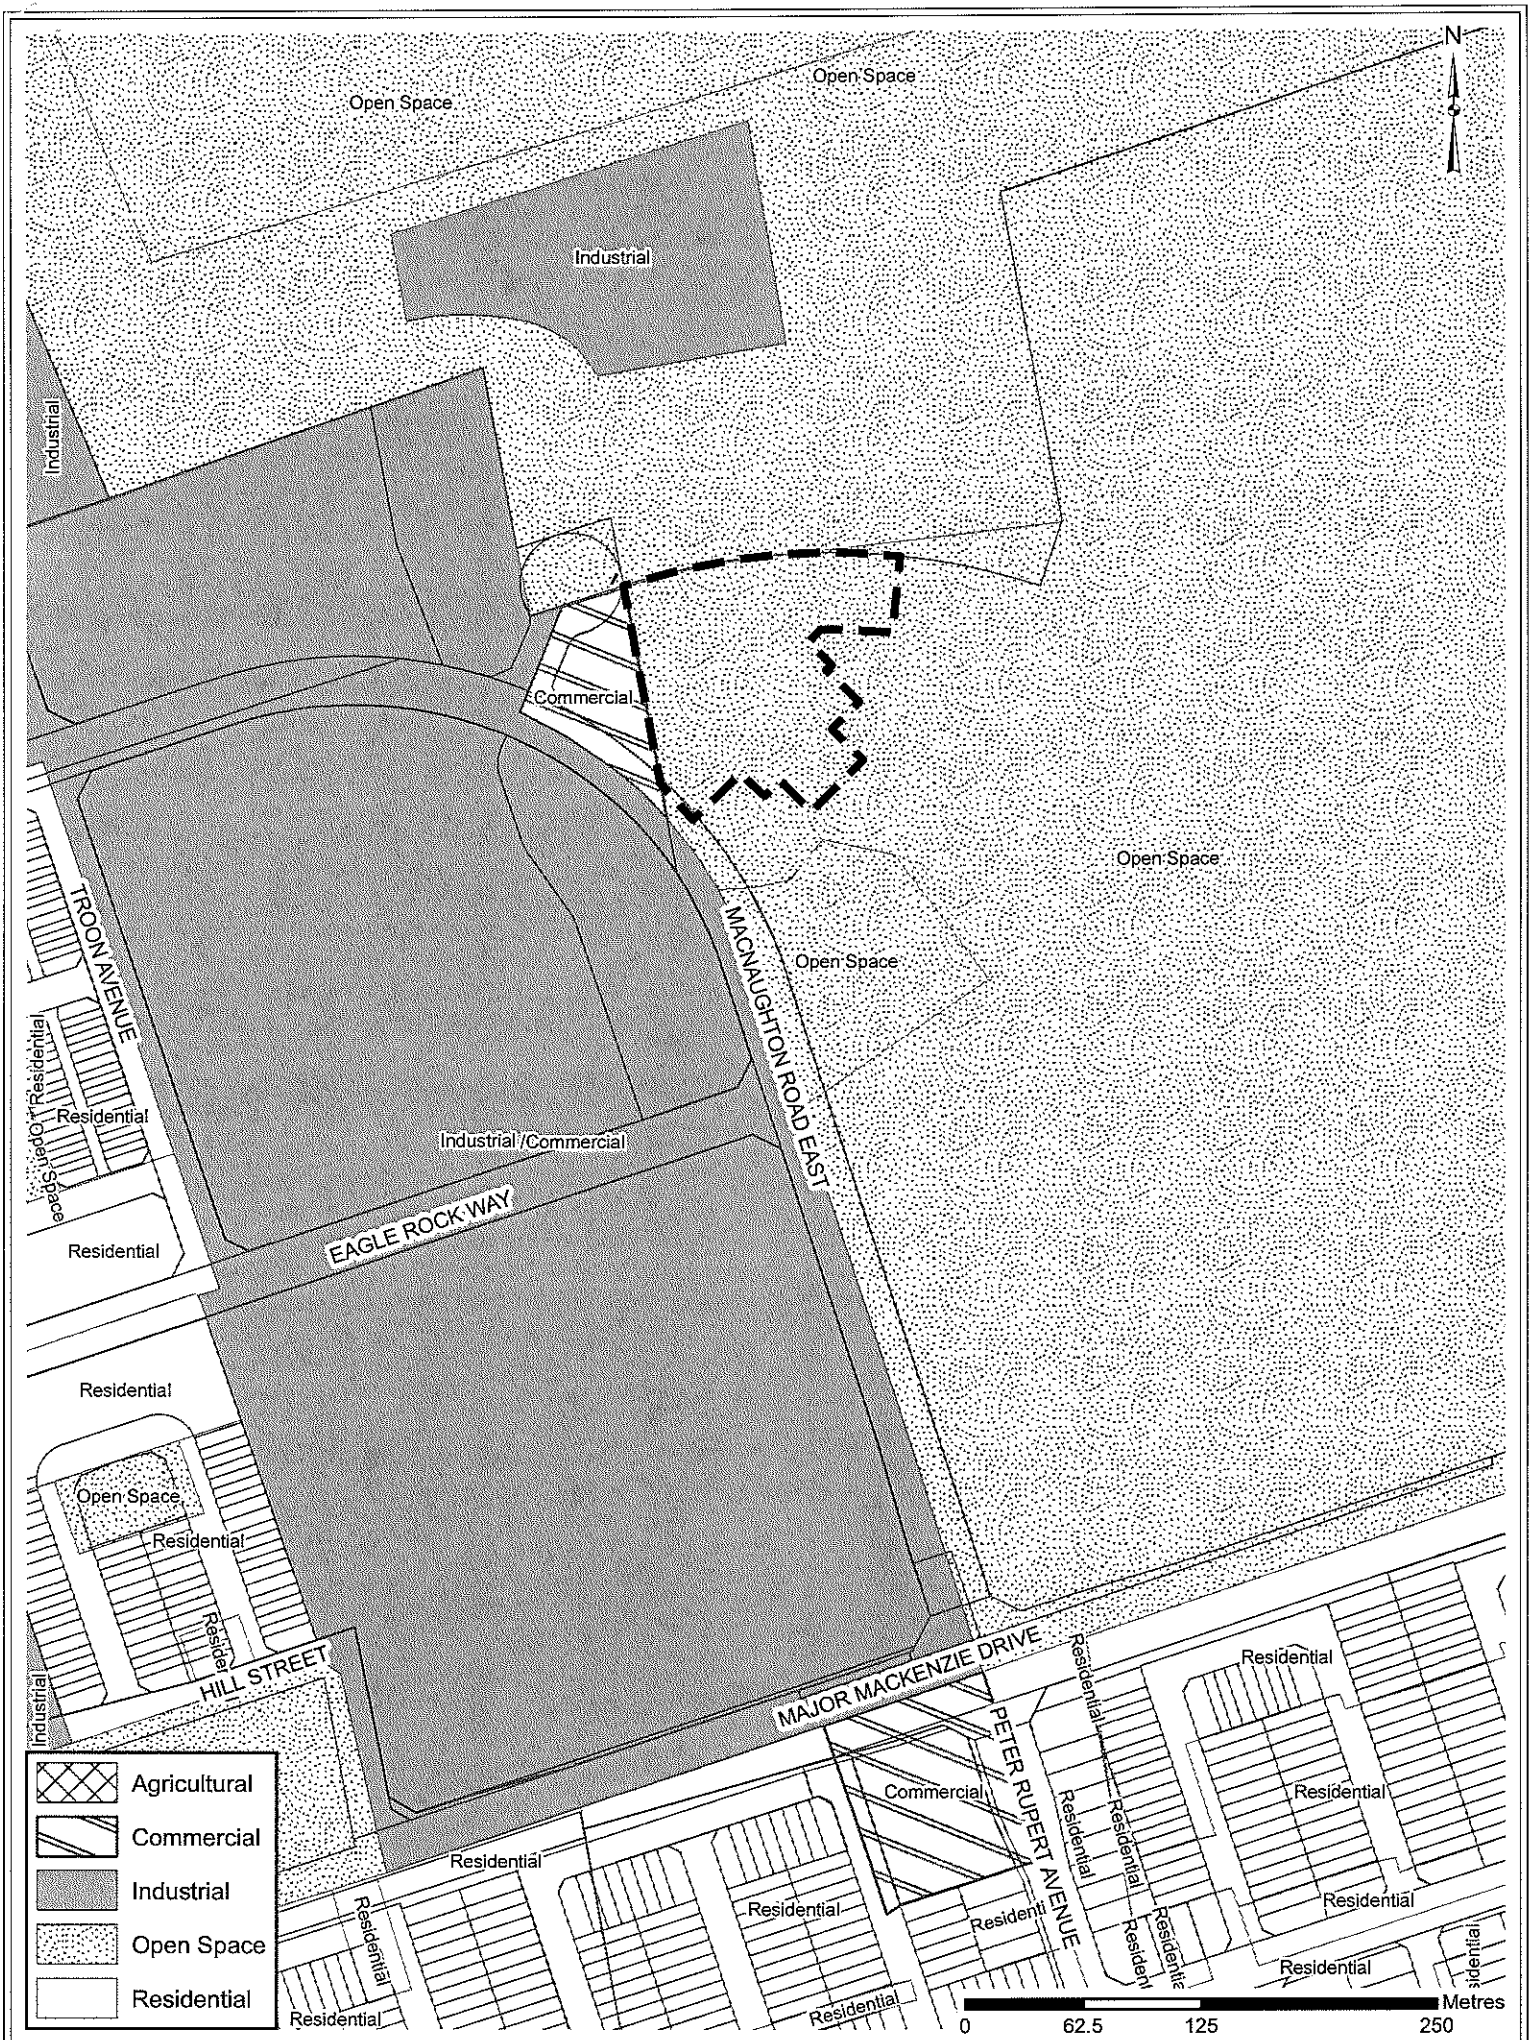 N
Open Space
Open Space
Industrial
Industrial
Commercial
Open Space
TROON AVENUE
MACNAUGHTON ROAD EAST
Open Space
Residential
Open Space
Residential
Industrial /Commercial
EAGLE ROCK WAY
Residential
Residential
Open Space
Residential
HILL STREET
Industrial
MAJOR MACKENZIE DRIVE
Residential
Residential
PETER RUPERT AVENUE
Commercial
Residential
Residential
Residential
Residential
Residential
Residential
Residential
Residential
Residential
Residential
Agricultural
Commercial
Industrial
Open Space
Residential
Metres
0 62.5 125 250